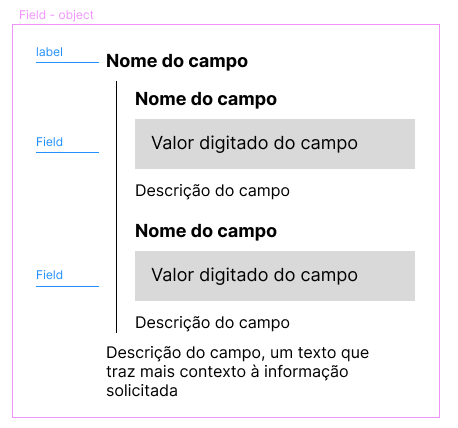 Field - object
label
Nome do campo
Nome do campo
Field
Valor digitado do campo
Descrição do campo
Nome do campo
Field
Valor digitado do campo
Descrição do campo
Descrição do campo, um texto que
traz mais contexto à informação
solicitada